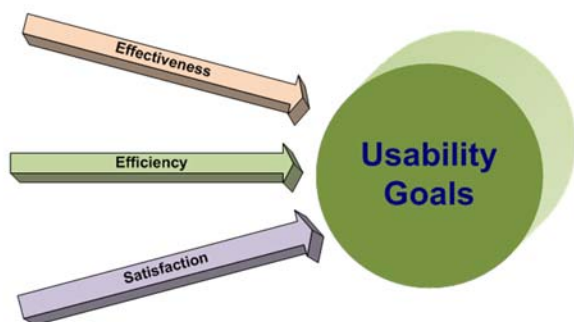 Effectiveness
Efficiency
Satisfaction
Usability
Goals